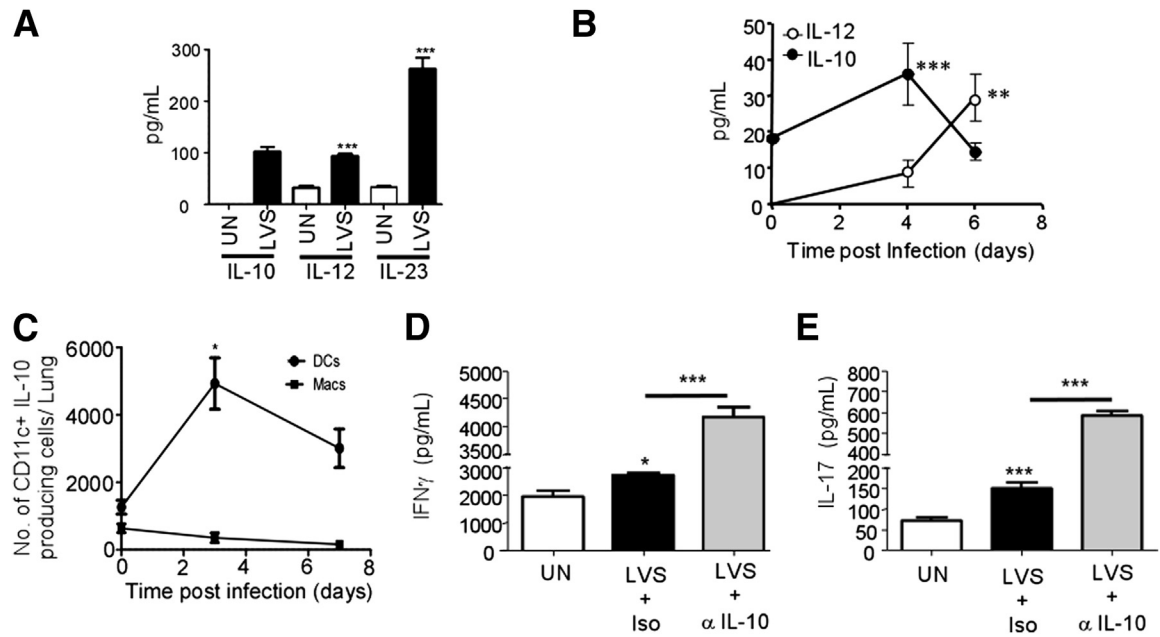 A
pg/mL
300
200
100
0
***
***
UN
LVS
UN
LVS
UN
LVS
IL-10
IL-12
IL-23
B
pg/mL
50
40
30
20
10
0
IL-12
IL-10
***
**
0
2
4
6
8
Time post Infection (days)
C
No. of CD11c+ IL-10
producing cells/ Lung
6000
4000
2000
0
*
DCs
Macs
0
2
4
6
8
Time post infection (days)
D
IFNγ (pg/mL)
5000
4500
4000
3500
3000
2000
1000
0
*
***
UN
LVS
+
Iso
LVS
+
α IL-10
E
IL-17 (pg/mL)
800
700
600
500
400
200
150
100
50
0
***
***
UN
LVS
+
Iso
LVS
+
α IL-10